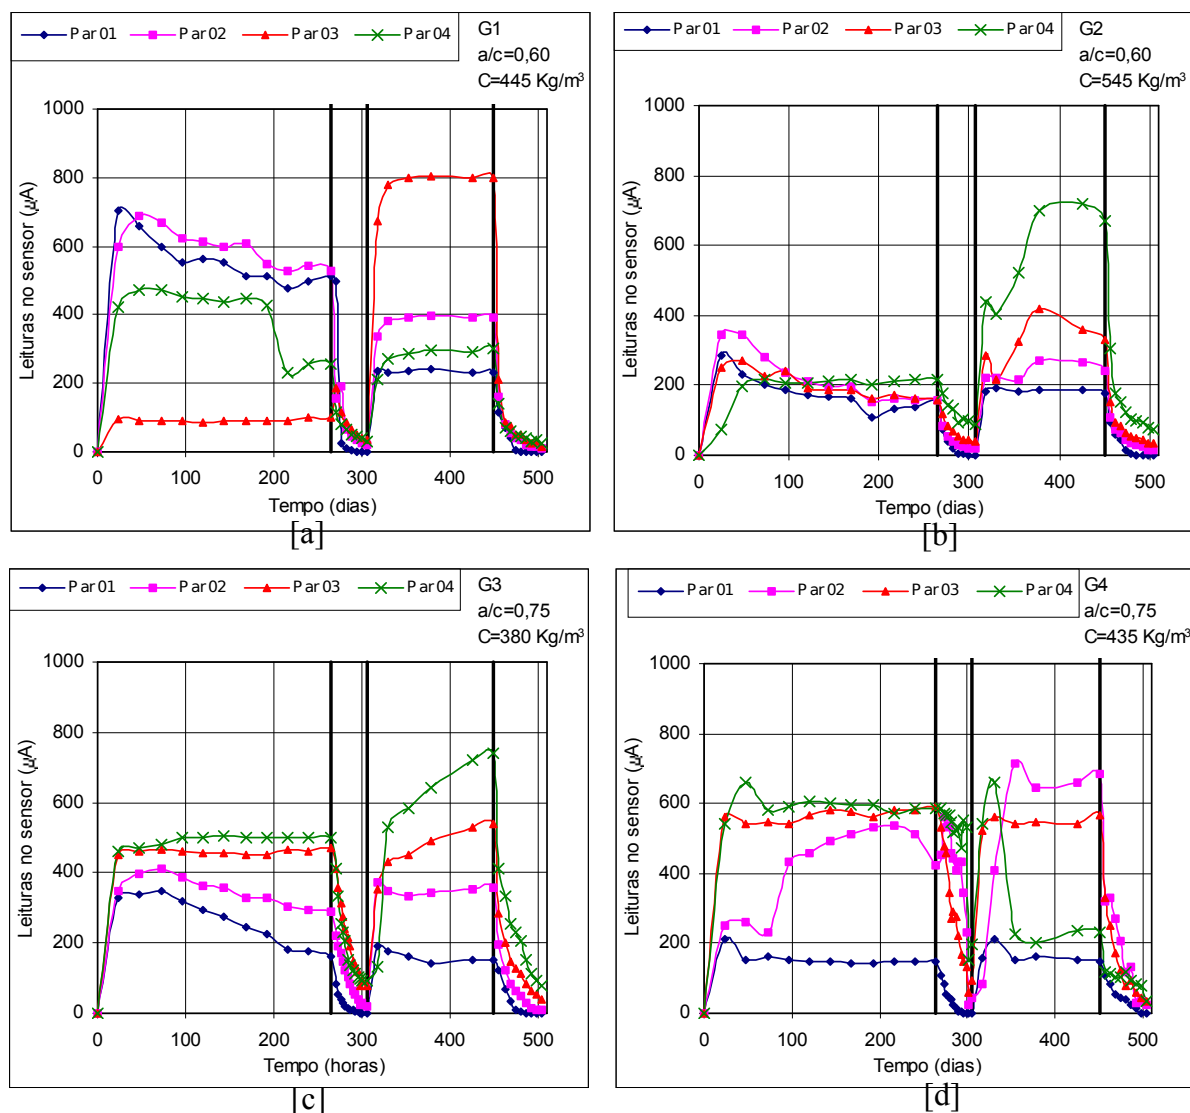 Par 01 Par 02 Par 03 Par 04
G1
a/c=0,60
C=445 Kg/m³
Leituras no sensor (µA)
1000
800
600
400
200
0
0 100 200 300 400 500
Tempo (dias)
[a]
Par 01 Par 02 Par 03 Par 04
G2
a/c=0,60
C=545 Kg/m³
Leituras no sensor (µA)
1000
800
600
400
200
0
0 100 200 300 400 500
Tempo (dias)
[b]
Par 01 Par 02 Par 03 Par 04
G3
a/c=0,75
C=380 Kg/m³
Leituras no sensor (µA)
1000
800
600
400
200
0
0 100 200 300 400 500
Tempo (horas)
[c]
Par 01 Par 02 Par 03 Par 04
G4
a/c=0,75
C=435 Kg/m³
Leituras no sensor (µA)
1000
800
600
400
200
0
0 100 200 300 400 500
Tempo (dias)
[d]